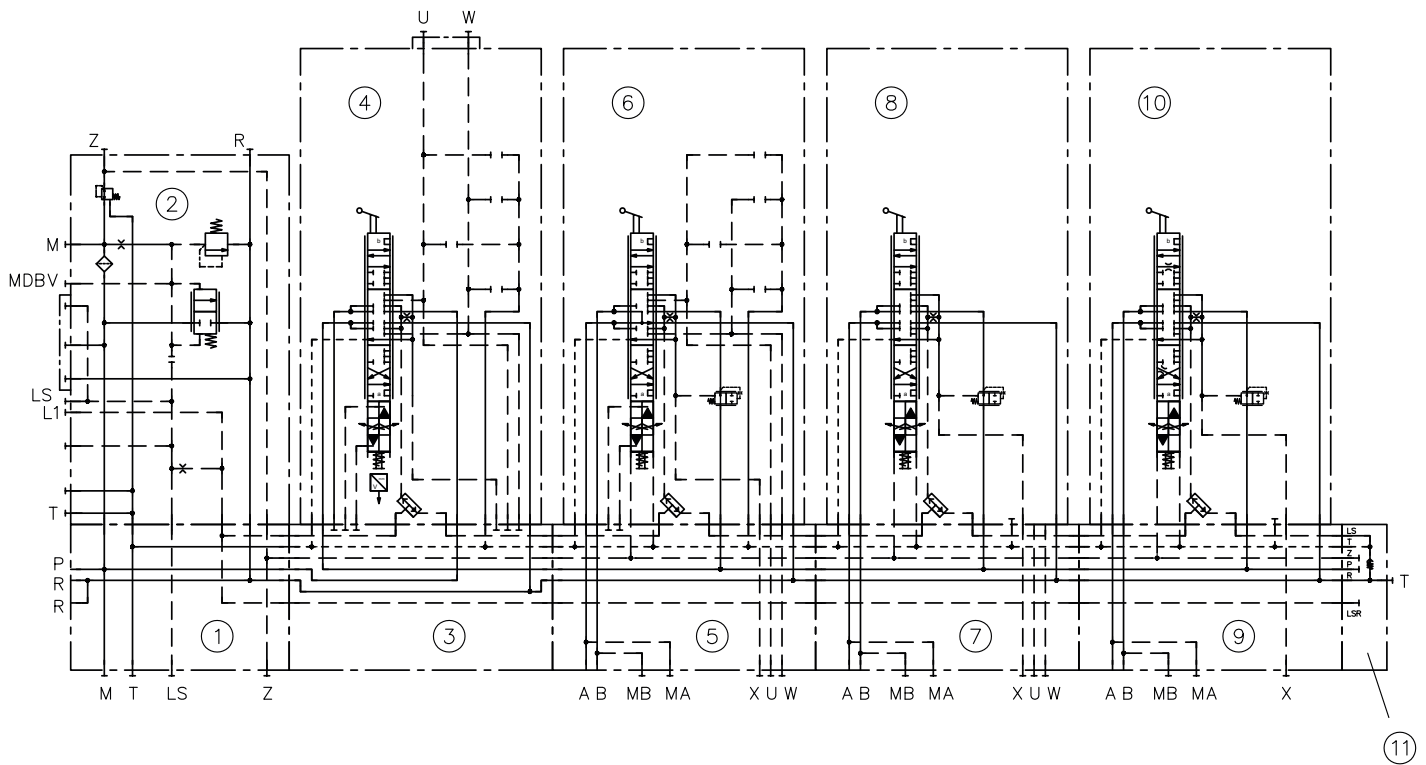 U W
4 6 8 10
Z R
2
M
MDBV
LS
L1
T
P
R
R
b b b b
a a a a
V
LS
T
Z
P
R
LSR
T
1 3 5 7 9
M T LS Z A B MB MA X U W A B MB MA X U W A B MB MA X
11